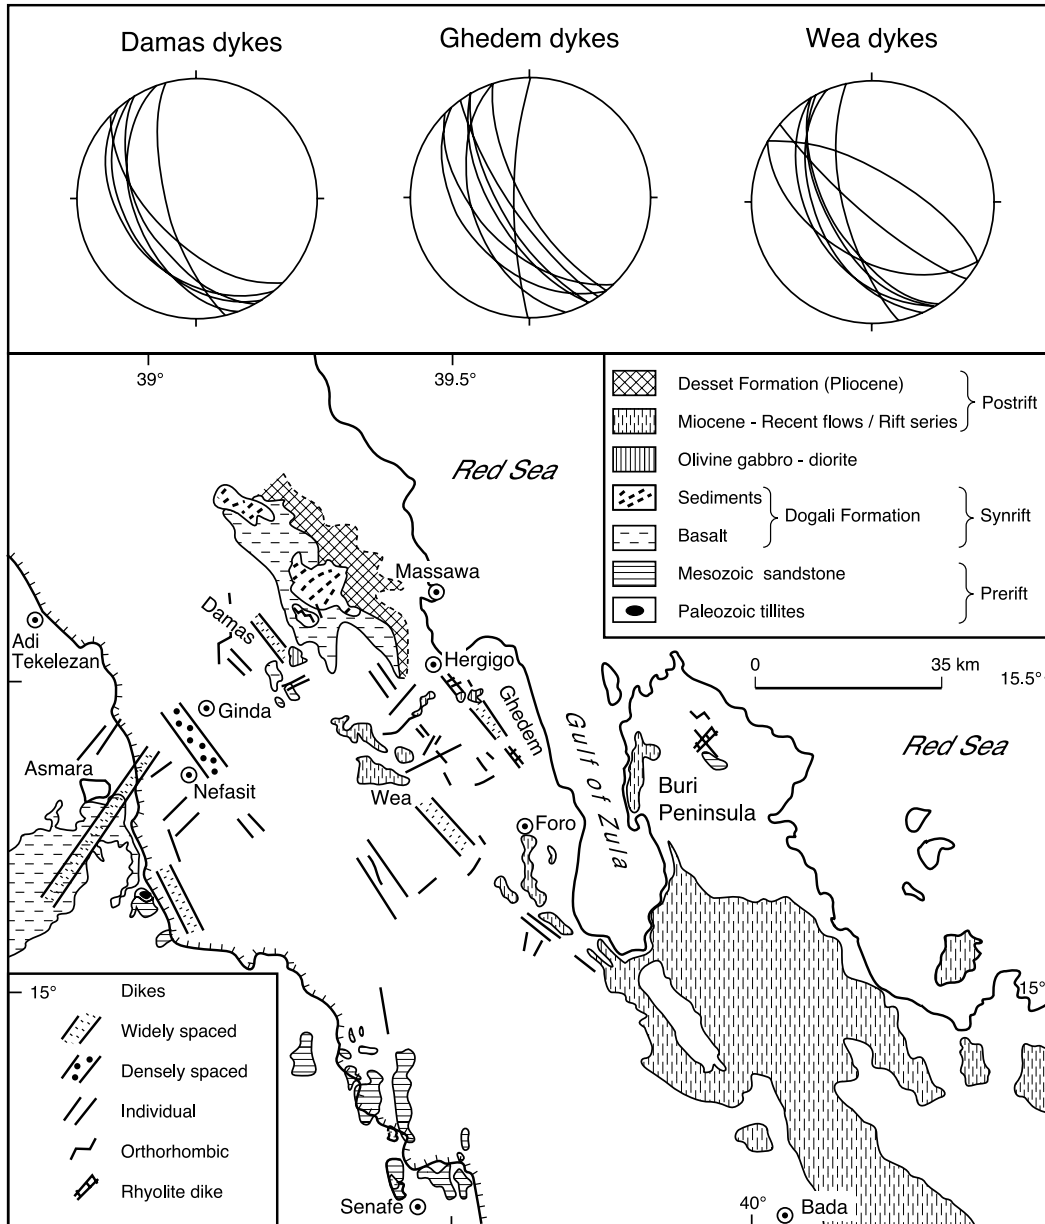 Damas dykes
Ghedem dykes
Wea dykes
39°
39.5°
Desset Formation (Pliocene)
Miocene - Recent flows / Rift series
Postrift
Olivine gabbro - diorite
Sediments
Basalt
Dogali Formation
Synrift
Mesozoic sandstone
Paleozoic tillites
Prerift
Red Sea
Massawa
Damas
Adi
Tekelezan
Hergigo
0
35 km
15.5°
Ginda
Ghedem
Gulf of Zula
Red Sea
Asmara
Nefasit
Wea
Buri
Peninsula
Foro
15°
15°
Dikes
Widely spaced
Densely spaced
Individual
Orthorhombic
Rhyolite dike
Senafe
40°
Bada